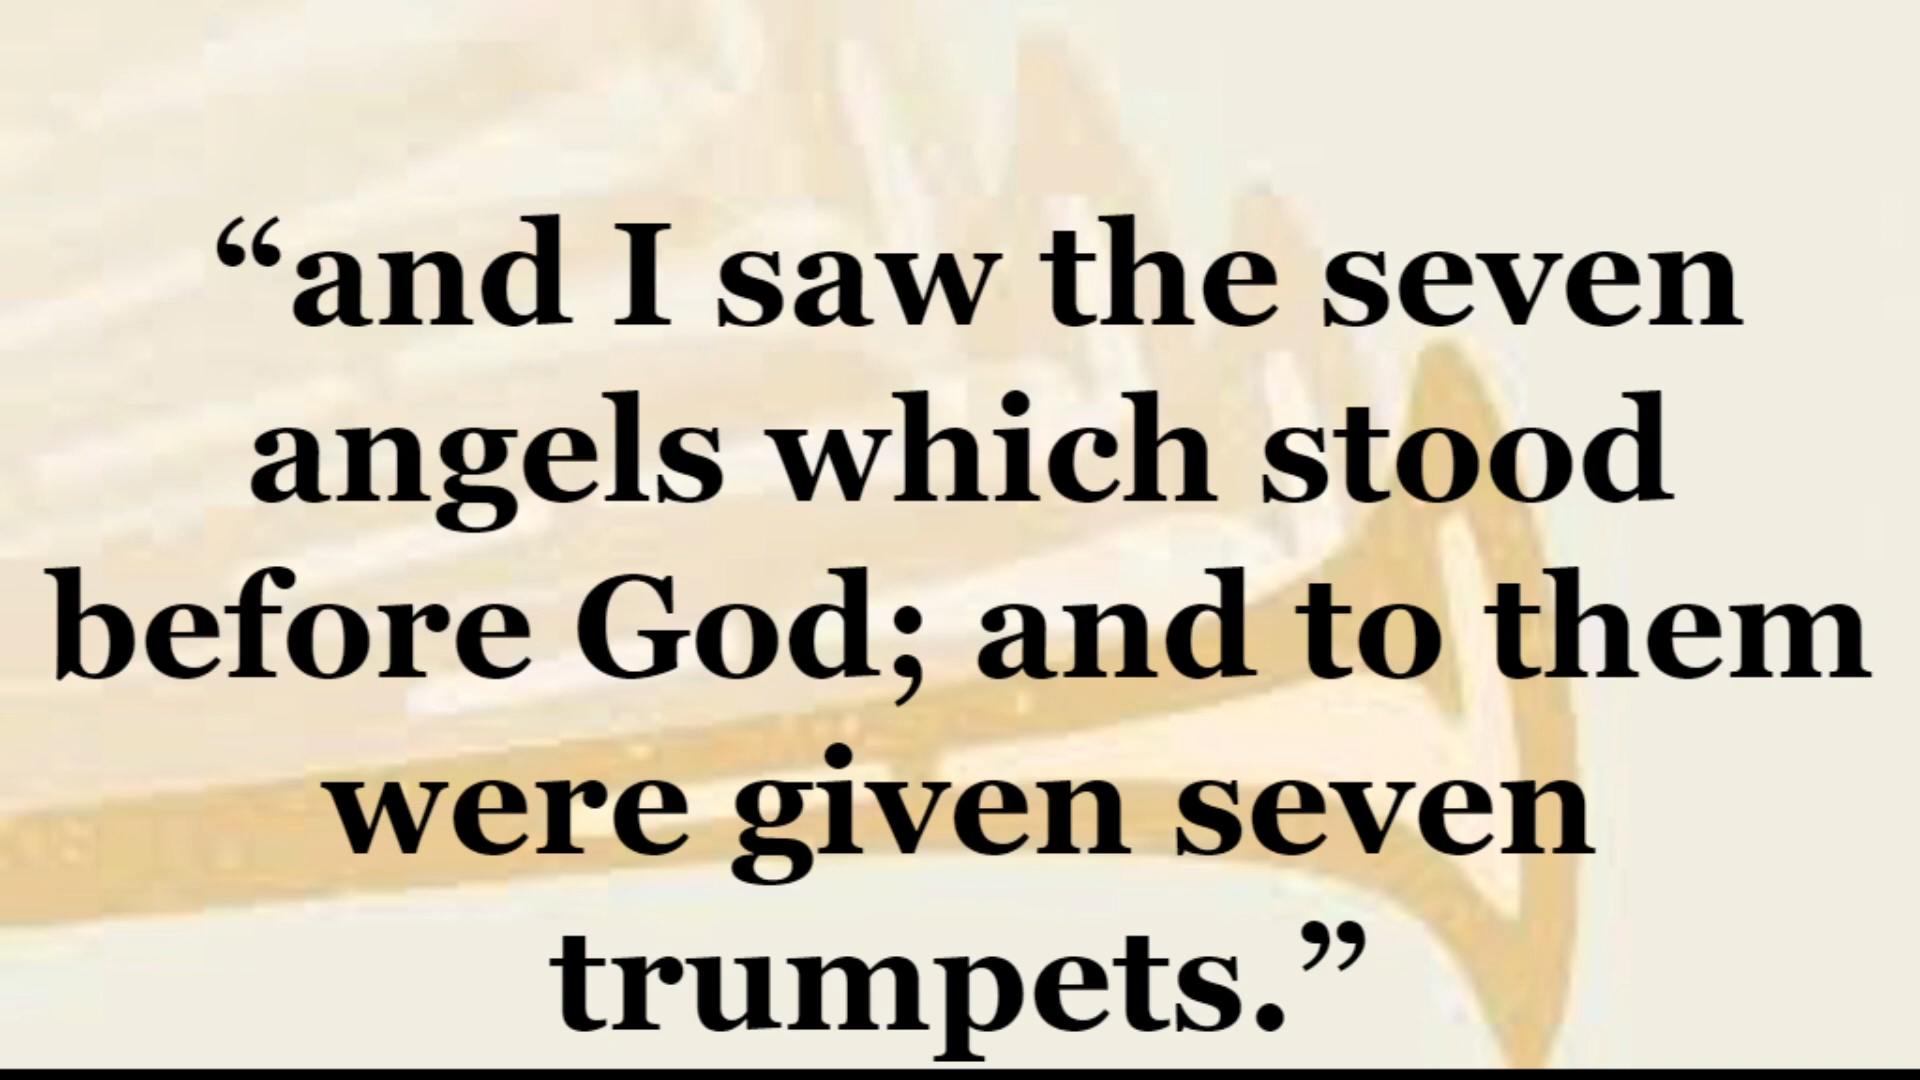 “and I saw the seven
angels which stood
before God; and to them
were given seven
trumpets.”